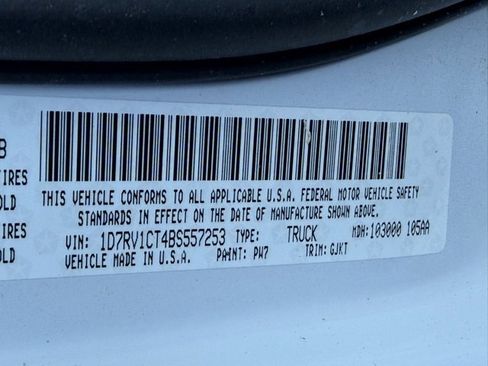 B
IRES
OLD
IRES
OLD
THIS VEHICLE CONFORMS TO ALL APPLICABLE U.S.A. FEDERAL MOTOR VEHICLE SAFETY
STANDARDS IN EFFECT ON THE DATE OF MANUFACTURE SHOWN ABOVE.
VIN: 1D7RV1CT4BS557253 TYPE: TRUCK MDH: 103000 105AA
VEHICLE MADE IN U.S.A. PAINT: PW7 TRIM: GJKT